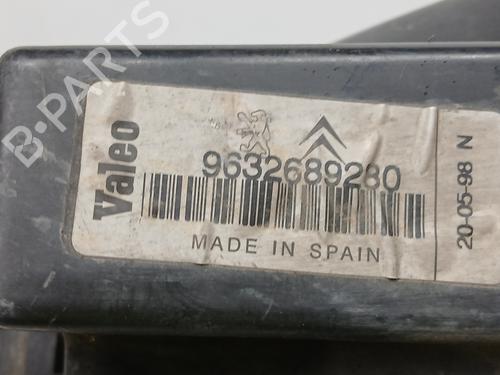 B-PARTS
Valeo
9632689280
MADE IN SPAIN
20-05-98 N